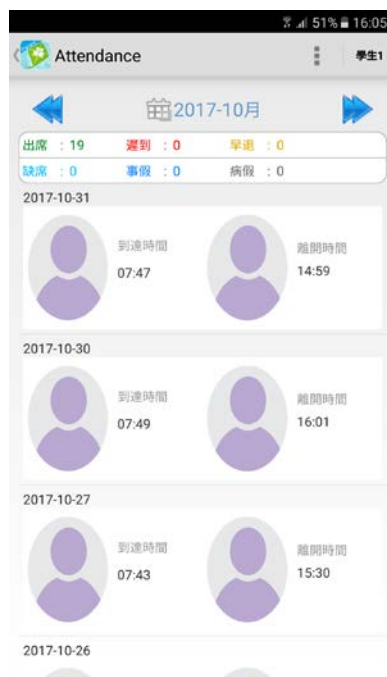 51% 16:05
Attendance 學生1
2017-10月
出席 : 19 遲到 : 0 早退 : 0
缺席 : 0 事假 : 0 病假 : 0
2017-10-31
到達時間 離開時間
07:47 14:59
2017-10-30
到達時間 離開時間
07:49 16:01
2017-10-27
到達時間 離開時間
07:43 15:30
2017-10-26